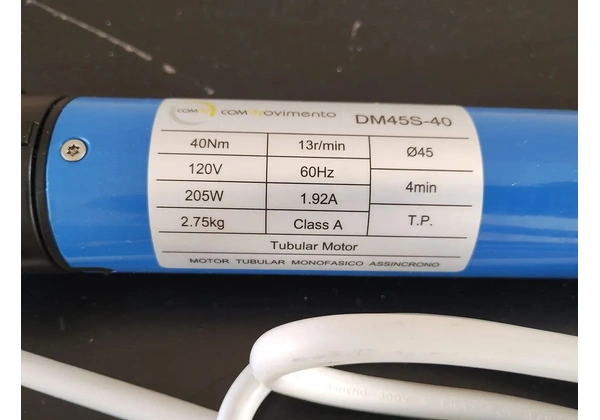 COM COMMovimento DM45S-40
40Nm 13r/min Ø45
120V 60Hz
4min
205W 1.92A
2.75kg Class A T.P.
Tubular Motor
MOTOR TUBULAR MONOFASICO ASSINCRONO